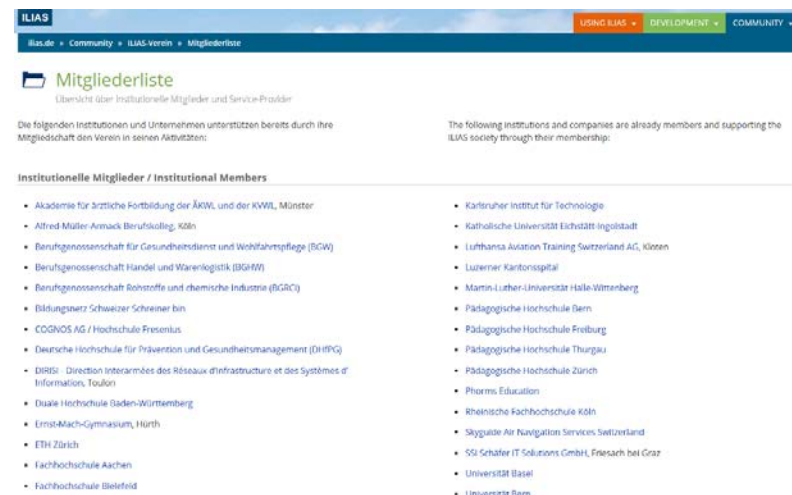 ILIAS
USING ILIAS
DEVELOPMENT
COMMUNITY
ilias.de » Community » ILIAS-Verein » Mitgliederliste
Mitgliederliste
Übersicht über Institutionelle Mitglieder und Service-Provider
Die folgenden Institutionen und Unternehmen unterstützen bereits durch ihre
Mitgliedschaft den Verein in seinen Aktivitäten:
The following institutions and companies are already members and supporting the
ILIAS society through their membership:
Institutionelle Mitglieder / Institutional Members
Akademie für ärztliche Fortbildung der ÄKWL und der KVWL, Münster
Alfred-Müller-Armack Berufskolleg, Köln
Berufsgenossenschaft für Gesundheitsdienst und Wohlfahrtspflege (BGW)
Berufsgenossenschaft Handel und Warenlogistik (BGHW)
Berufsgenossenschaft Rohstoffe und chemische Industrie (BGRCI)
Bildungsnetz Schweizer Schreiner bin
COGNOS AG / Hochschule Fresenius
Deutsche Hochschule für Prävention und Gesundheitsmanagement (DHfPG)
DIRISI - Direction Interarmées des Réseaux d'Infrastructure et des Systèmes d'
Information, Toulon
Duale Hochschule Baden-Württemberg
Ernst-Mach-Gymnasium, Hürth
ETH Zürich
Fachhochschule Aachen
Fachhochschule Bielefeld
Karlsruher Institut für Technologie
Katholische Universität Eichstätt-Ingolstadt
Lufthansa Aviation Training Switzerland AG, Kloten
Luzerner Kantonsspital
Martin-Luther-Universität Halle-Wittenberg
Pädagogische Hochschule Bern
Pädagogische Hochschule Freiburg
Pädagogische Hochschule Thurgau
Pädagogische Hochschule Zürich
Phorms Education
Rheinische Fachhochschule Köln
Skyguide Air Navigation Services Switzerland
SSI Schäfer IT Solutions GmbH, Friesach bei Graz
Universität Basel
Universität Bern